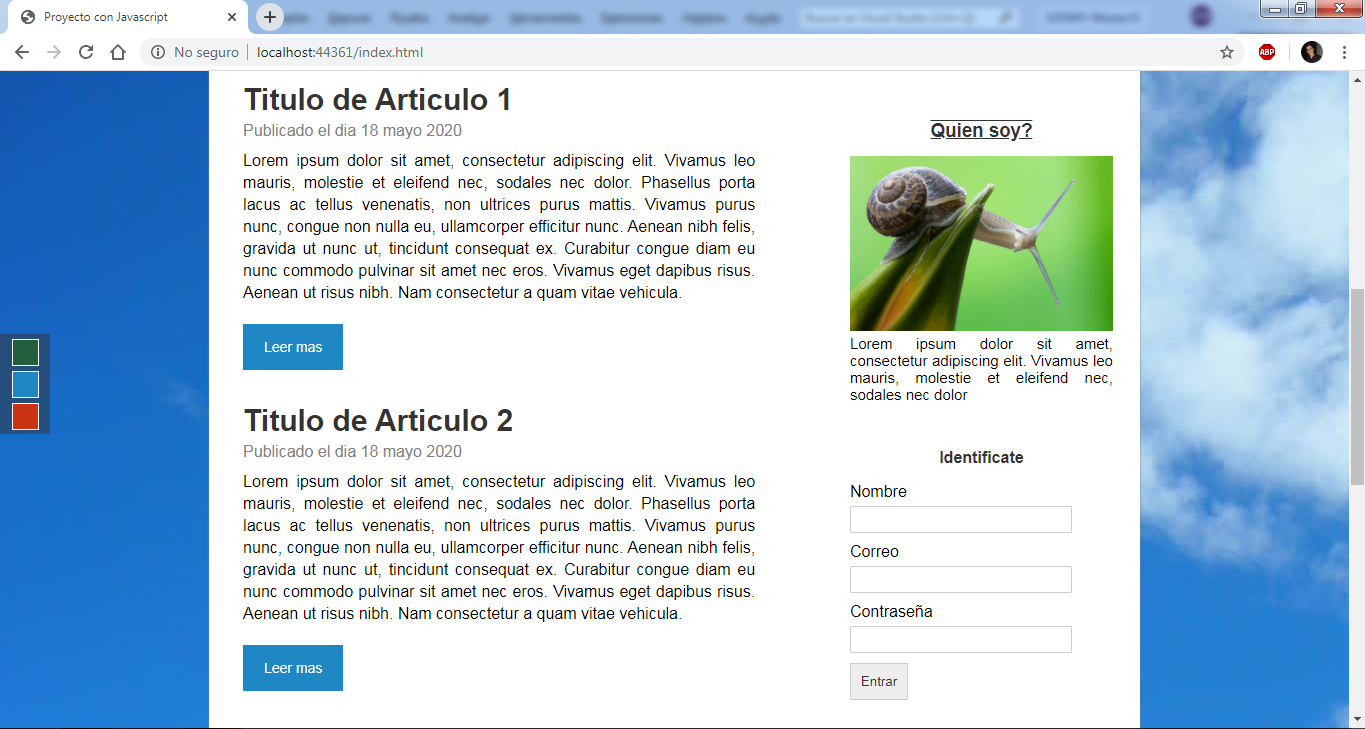 Proyecto con Javascript
No seguro
localhost:44361/index.html
ABP
Titulo de Articulo 1
Publicado el dia 18 mayo 2020
Lorem ipsum dolor sit amet, consectetur adipiscing elit. Vivamus leo
mauris, molestie et eleifend nec, sodales nec dolor. Phasellus porta
lacus ac tellus venenatis, non ultrices purus mattis. Vivamus purus
nunc, congue non nulla eu, ullamcorper efficitur nunc. Aenean nibh felis,
gravida ut nunc ut, tincidunt consequat ex. Curabitur congue diam eu
nunc commodo pulvinar sit amet nec eros. Vivamus eget dapibus risus.
Aenean ut risus nibh. Nam consectetur a quam vitae vehicula.
Leer mas
Titulo de Articulo 2
Publicado el dia 18 mayo 2020
Lorem ipsum dolor sit amet, consectetur adipiscing elit. Vivamus leo
mauris, molestie et eleifend nec, sodales nec dolor. Phasellus porta
lacus ac tellus venenatis, non ultrices purus mattis. Vivamus purus
nunc, congue non nulla eu, ullamcorper efficitur nunc. Aenean nibh felis,
gravida ut nunc ut, tincidunt consequat ex. Curabitur congue diam eu
nunc commodo pulvinar sit amet nec eros. Vivamus eget dapibus risus.
Aenean ut risus nibh. Nam consectetur a quam vitae vehicula.
Leer mas
Quien soy?
Lorem ipsum dolor sit amet,
consectetur adipiscing elit. Vivamus leo
mauris, molestie et eleifend nec,
sodales nec dolor
Identificate
Nombre
Correo
Contraseña
Entrar